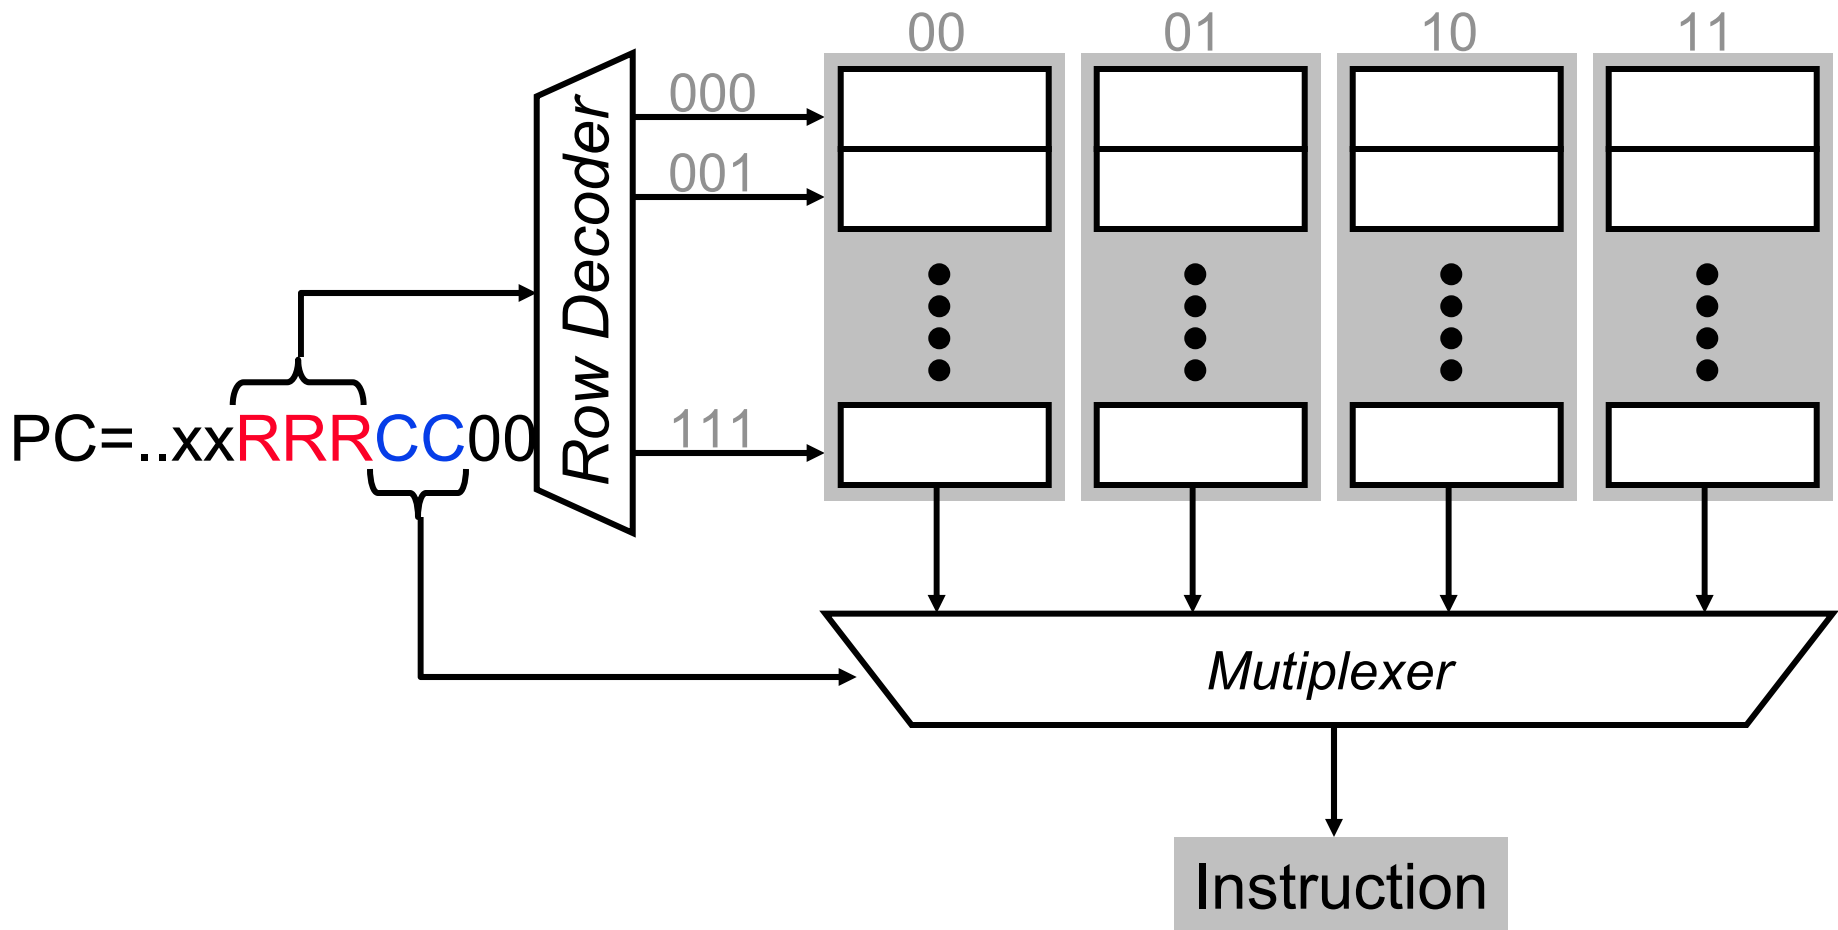 00 01 10 11
000
001
Row Decoder
PC=..xxRRRCC00
111
Mutiplexer
Instruction